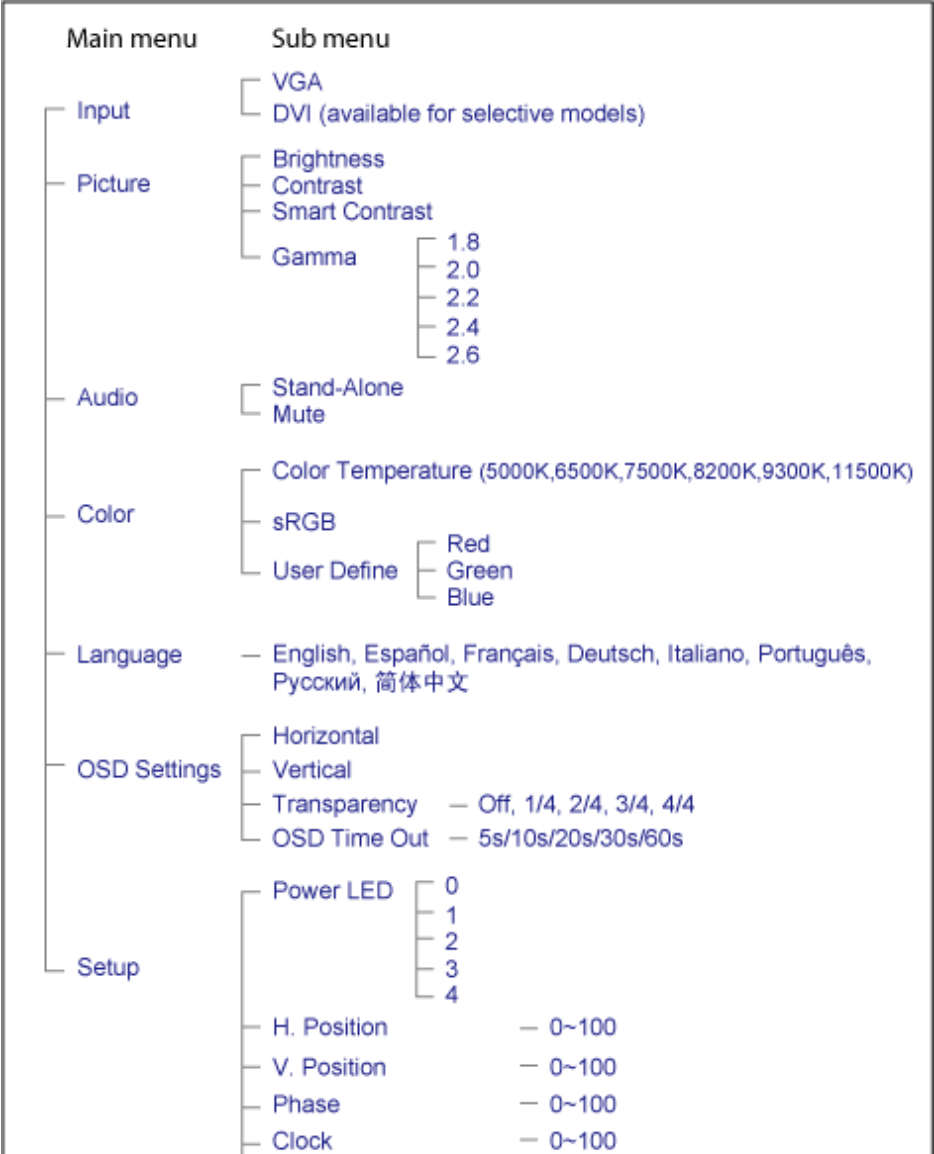 Main menu Sub menu
VGA
Input
DVI (available for selective models)
Brightness
Picture
Contrast
Smart Contrast
Gamma
1.8
2.0
2.2
2.4
2.6
Audio
Stand-Alone
Mute
Color Temperature (5000K,6500K,7500K,8200K,9300K,11500K)
Color
sRGB
User Define
Red
Green
Blue
Language
English, Español, Français, Deutsch, Italiano, Português,
Русский, 简体中文
Horizontal
OSD Settings
Vertical
Transparency Off, 1/4, 2/4, 3/4, 4/4
OSD Time Out 5s/10s/20s/30s/60s
Power LED
0
1
2
3
4
Setup
H. Position 0~100
V. Position 0~100
Phase 0~100
Clock 0~100